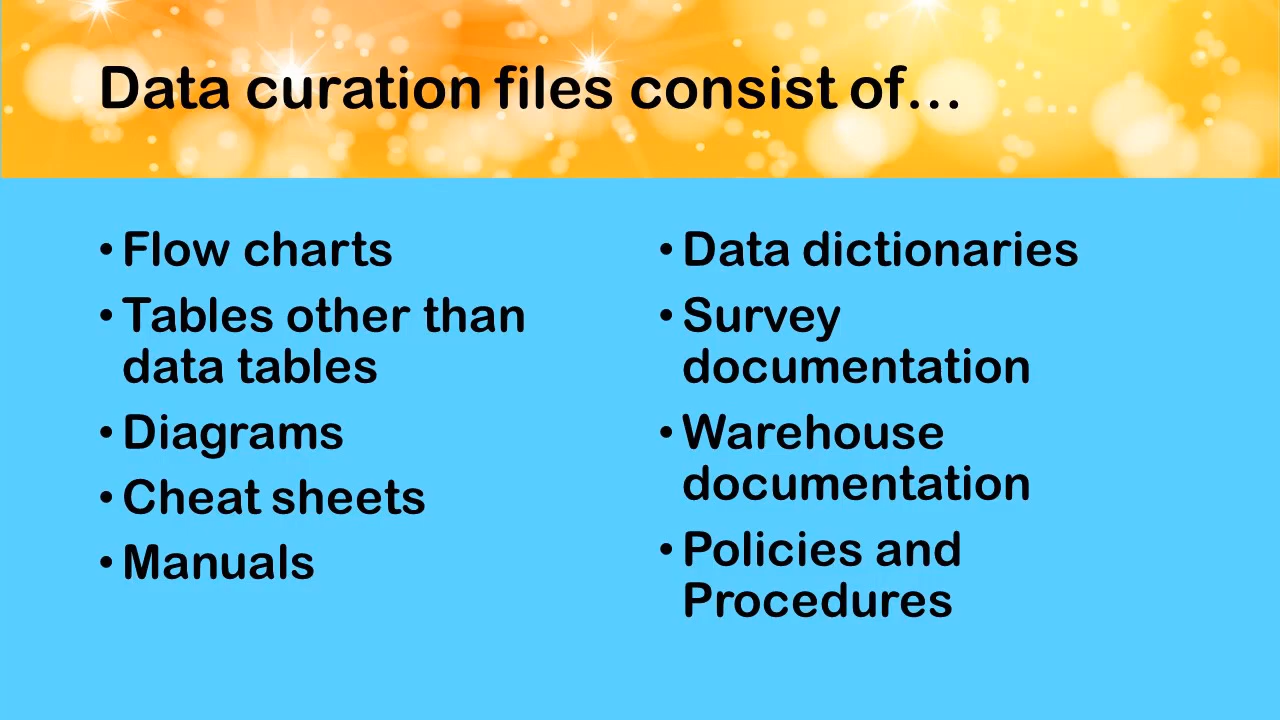 Data curation files consist of…
• Flow charts
• Tables other than
data tables
• Diagrams
• Cheat sheets
• Manuals
• Data dictionaries
• Survey
documentation
• Warehouse
documentation
• Policies and
Procedures